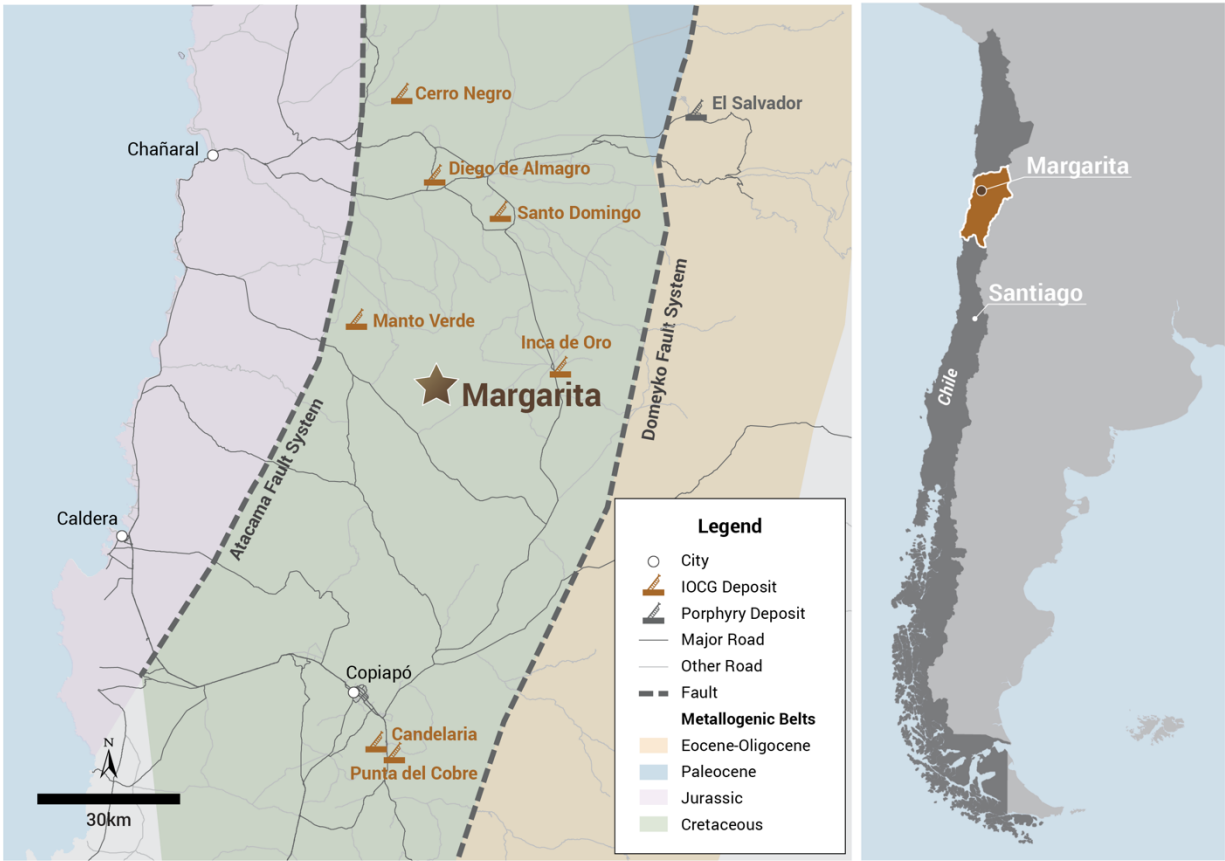 Cerro Negro
El Salvador
Chañaral
Diego de Almagro
Santo Domingo
Manto Verde
Inca de Oro
Margarita
Domeyko Fault System
Atacama Fault System
Caldera
Copiapó
Candelaria
Punta del Cobre
N
30km
Legend
City
IOCG Deposit
Porphyry Deposit
Major Road
Other Road
Fault
Metallogenic Belts
Eocene-Oligocene
Paleocene
Jurassic
Cretaceous
Margarita
Santiago
Chile